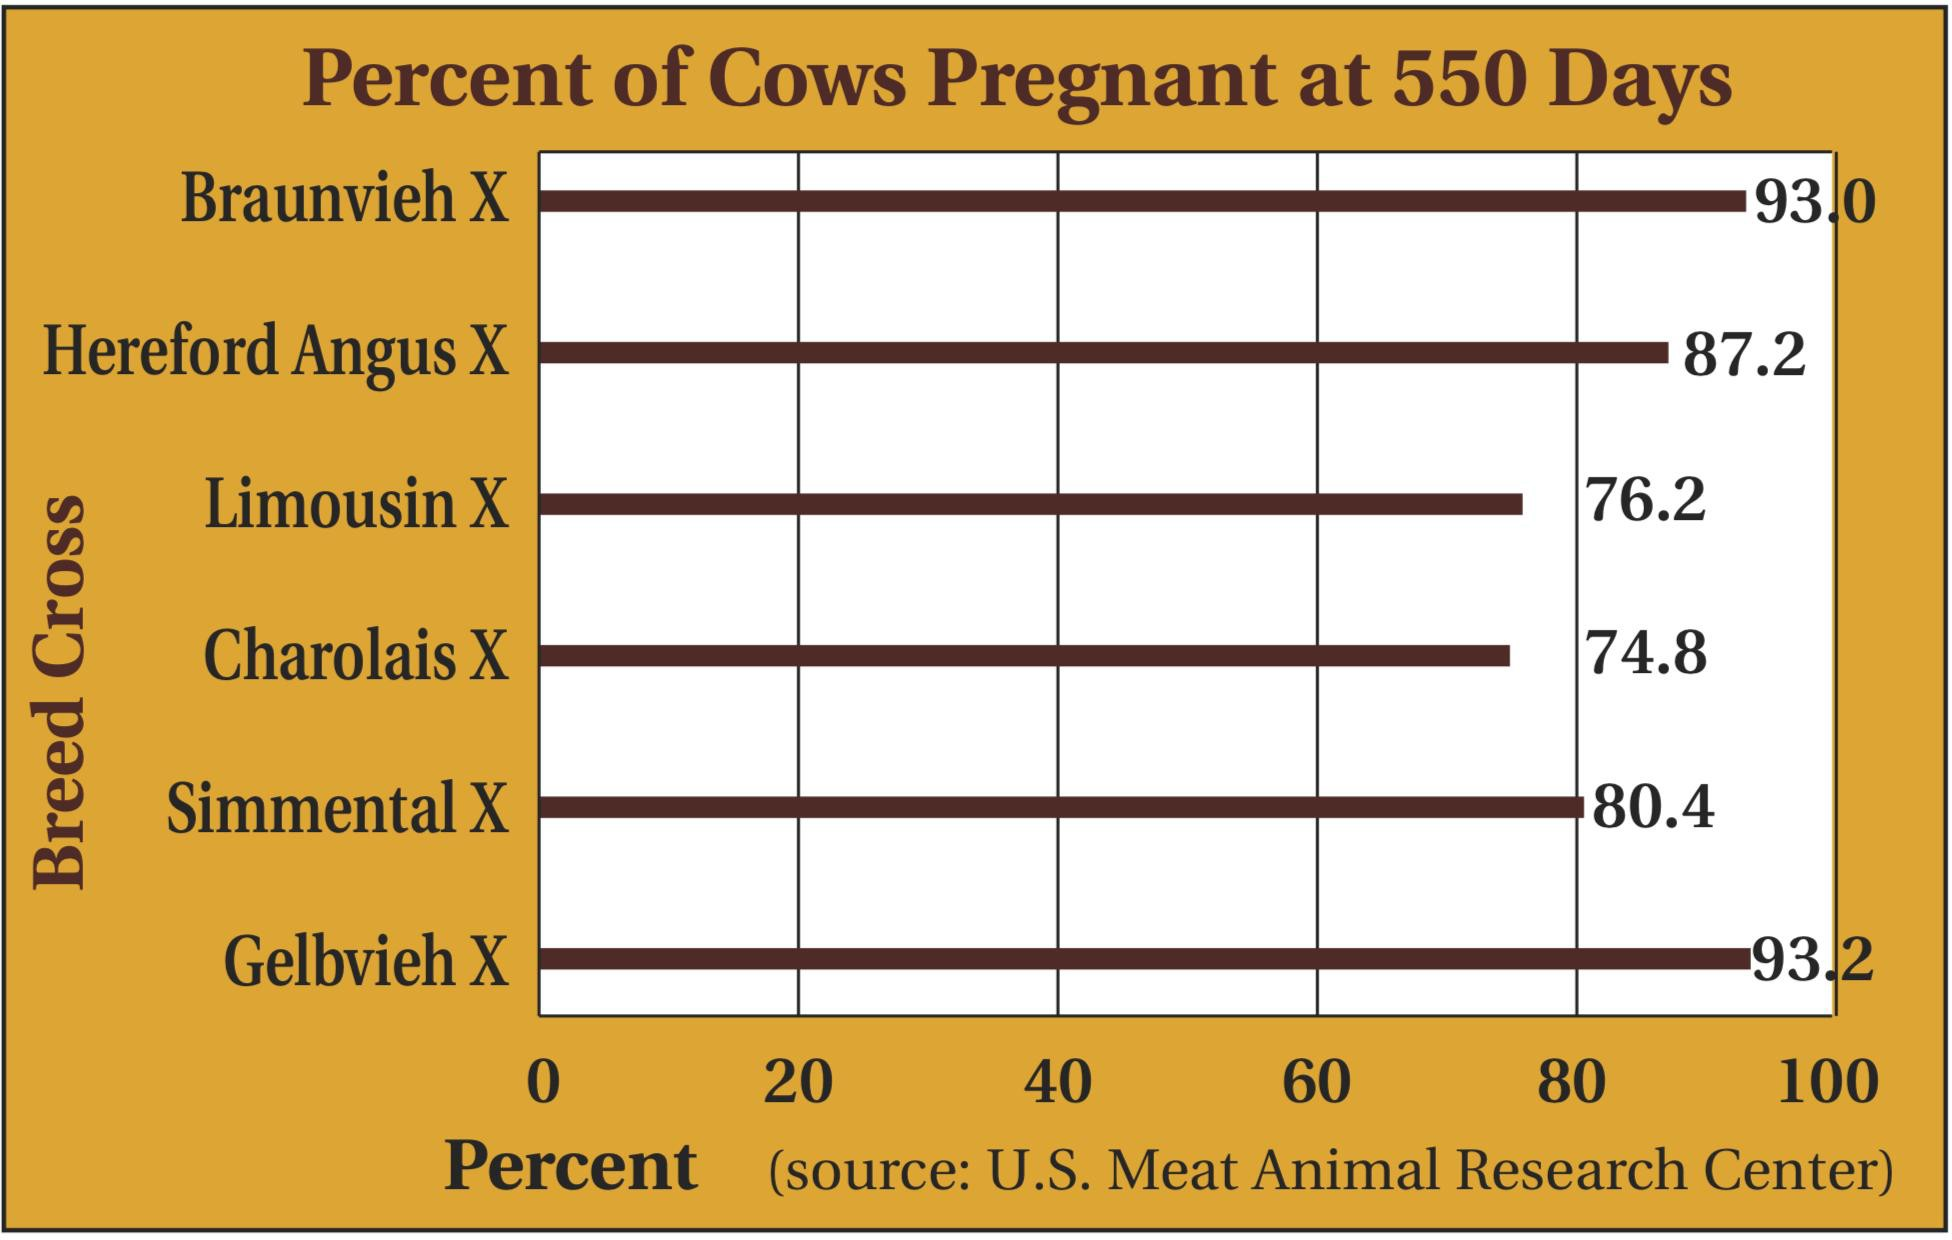 Percent of Cows Pregnant at 550 Days
Breed Cross
Braunvieh X 93.0
Hereford Angus X 87.2
Limousin X 76.2
Charolais X 74.8
Simmental X 80.4
Gelbvieh X 93.2
0 20 40 60 80 100
Percent (source: U.S. Meat Animal Research Center)